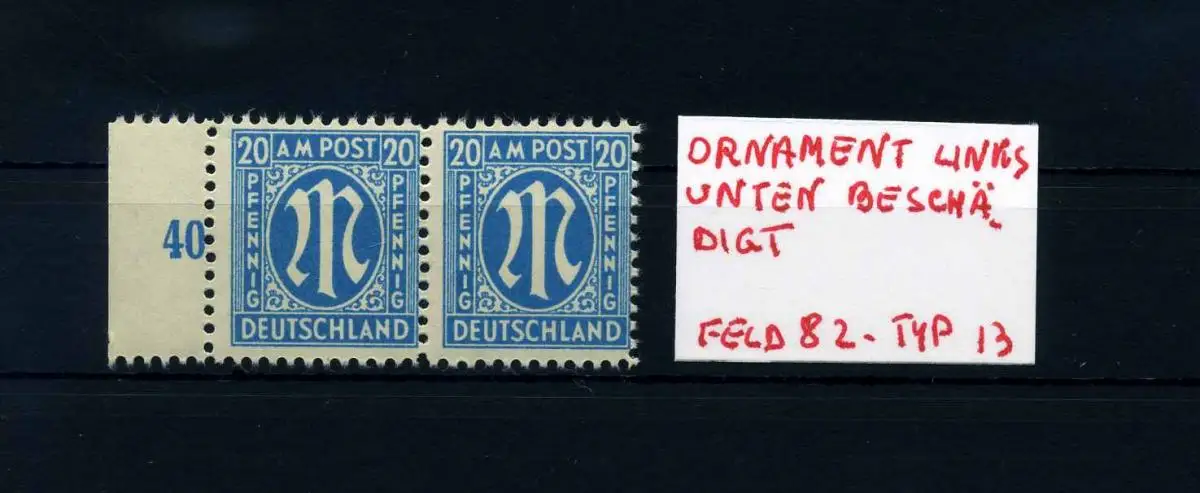 20 AM POST 20
PFENNIG
PFENNIG
M
DEUTSCHLAND
20 AM POST 20
PFENNIG
PFENNIG
M
DEUTSCHLAND
40
ORNAMENT LINKS
UNTEN BESCHÄ-
DIGT
FELD 82 - TYP 13